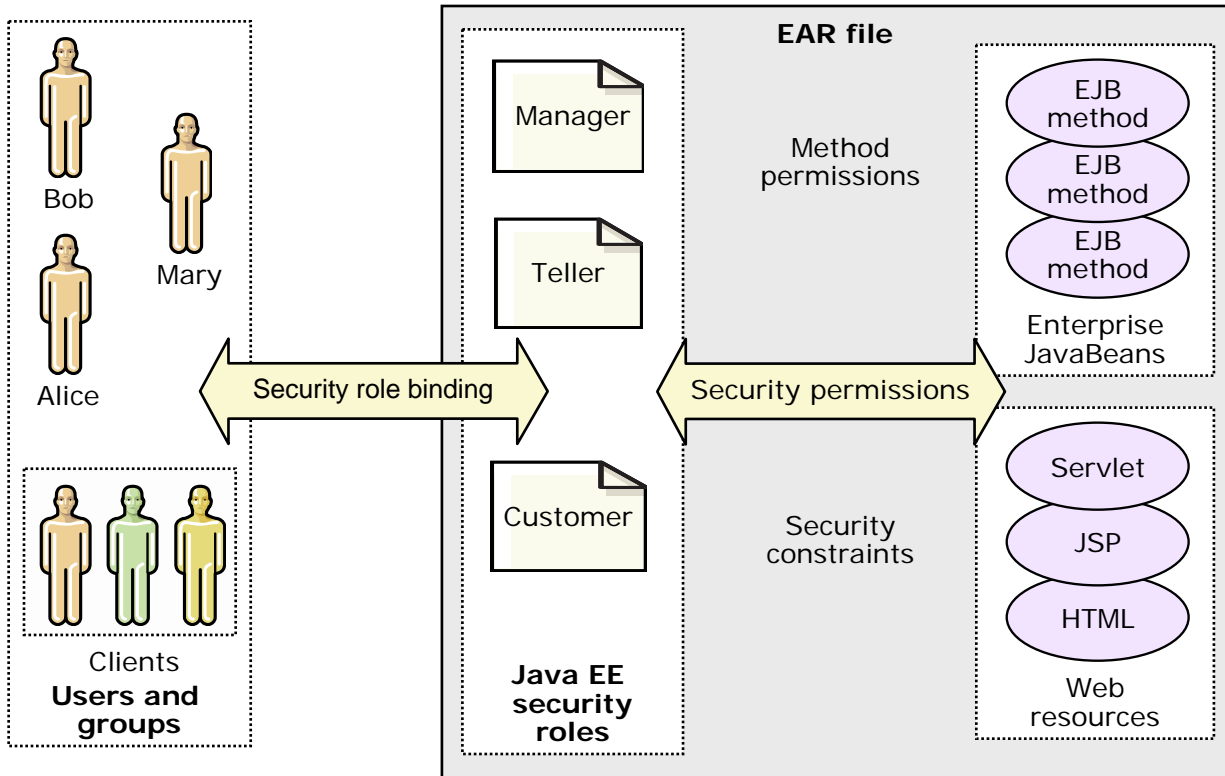 Bob
Mary
Alice
Clients
Users and
groups
Security role binding
EAR file
Manager
Teller
Customer
Java EE
security
roles
Method
permissions
Security permissions
Security
constraints
EJB
method
EJB
method
EJB
method
Enterprise
JavaBeans
Servlet
JSP
HTML
Web
resources